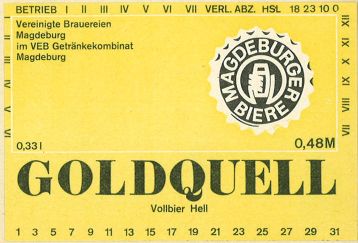 BETRIEB I II III IV V VI VII VERL. ABZ. HSL 18 23 10 0
Vereinigte Brauereien
Magdeburg
im VEB Getränkekombinat
Magdeburg
MAGDEBURGER
BIERE
0,33 l
0,48 M
GOLDQUELL
Vollbier Hell
1 3 5 7 9 11 13 15 17 19 21 23 25 27 29 31